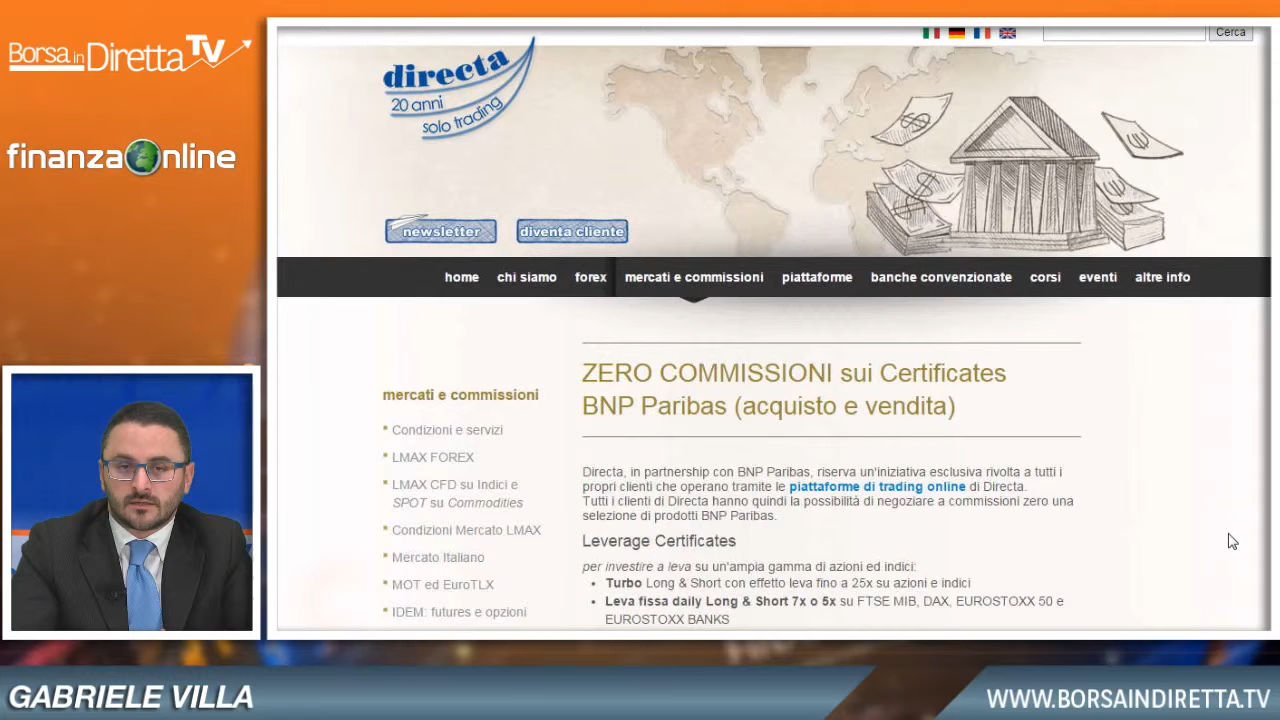 Borsa in Diretta TV
finanza nline
directa
20 anni
solo trading
Cerca
newsletter
diventa cliente
home chi siamo forex mercati e commissioni piattaforme banche convenzionate corsi eventi altre info
mercati e commissioni
Condizioni e servizi
LMAX FOREX
LMAX CFD su Indici e
SPOT su Commodities
Condizioni Mercato LMAX
Mercato Italiano
MOT ed EuroTLX
IDEM: futures e opzioni
ZERO COMMISSIONI sui Certificates
BNP Paribas (acquisto e vendita)
Directa, in partnership con BNP Paribas, riserva un'iniziativa esclusiva rivolta a tutti i
propri clienti che operano tramite le piattaforme di trading online di Directa.
Tutti i clienti di Directa hanno quindi la possibilità di negoziare a commissioni zero una
selezione di prodotti BNP Paribas.
Leverage Certificates
per investire a leva su un'ampia gamma di azioni ed indici:
• Turbo Long & Short con effetto leva fino a 25x su azioni e indici
• Leva fissa daily Long & Short 7x o 5x su FTSE MIB, DAX, EUROSTOXX 50 e
EUROSTOXX BANKS
GABRIELE VILLA
WWW.BORSAINDIRETTA.TV